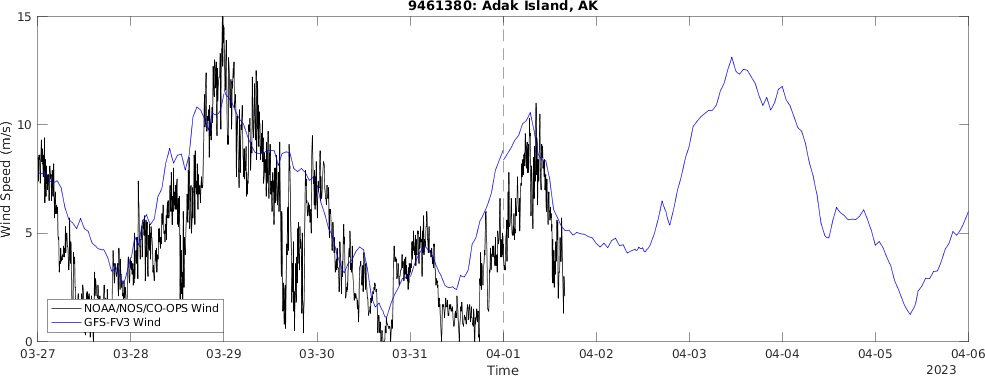 9461380: Adak Island, AK
Wind Speed (m/s)
15
10
5
0
NOAA/NOS/CO-OPS Wind
GFS-FV3 Wind
03-27 03-28 03-29 03-30 03-31 04-01 04-02 04-03 04-04 04-05 04-06
Time
2023